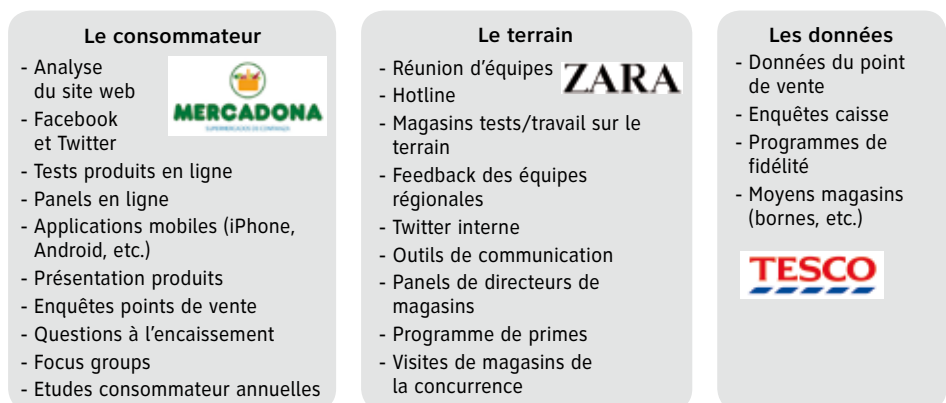 Le consommateur
- Analyse
du site web
MERCADONA
SUPERMERCADOS DE CONFIANZA
- Facebook
et Twitter
- Tests produits en ligne
- Panels en ligne
- Applications mobiles (iPhone,
Android, etc.)
- Présentation produits
- Enquêtes points de vente
- Questions à l'encaissement
- Focus groups
- Etudes consommateur annuelles
Le terrain
- Réunion d'équipes
ZARA
- Hotline
- Magasins tests/travail sur le
terrain
- Feedback des équipes
régionales
- Twitter interne
- Outils de communication
- Panels de directeurs de
magasins
- Programme de primes
- Visites de magasins de
la concurrence
Les données
- Données du point
de vente
- Enquêtes caisse
- Programmes de
fidélité
- Moyens magasins
(bornes, etc.)
TESCO